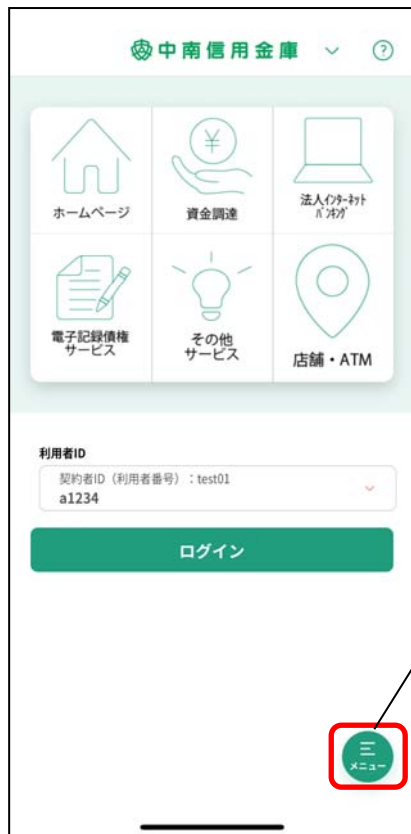 中南信用金庫
?
¥
ホームページ
資金調達
法人インターネット
バンキング
電子記録債権
サービス
その他
サービス
店舗・ATM
利用者ID
契約者ID（利用者番号）：test01
a1234
ログイン
メニュー